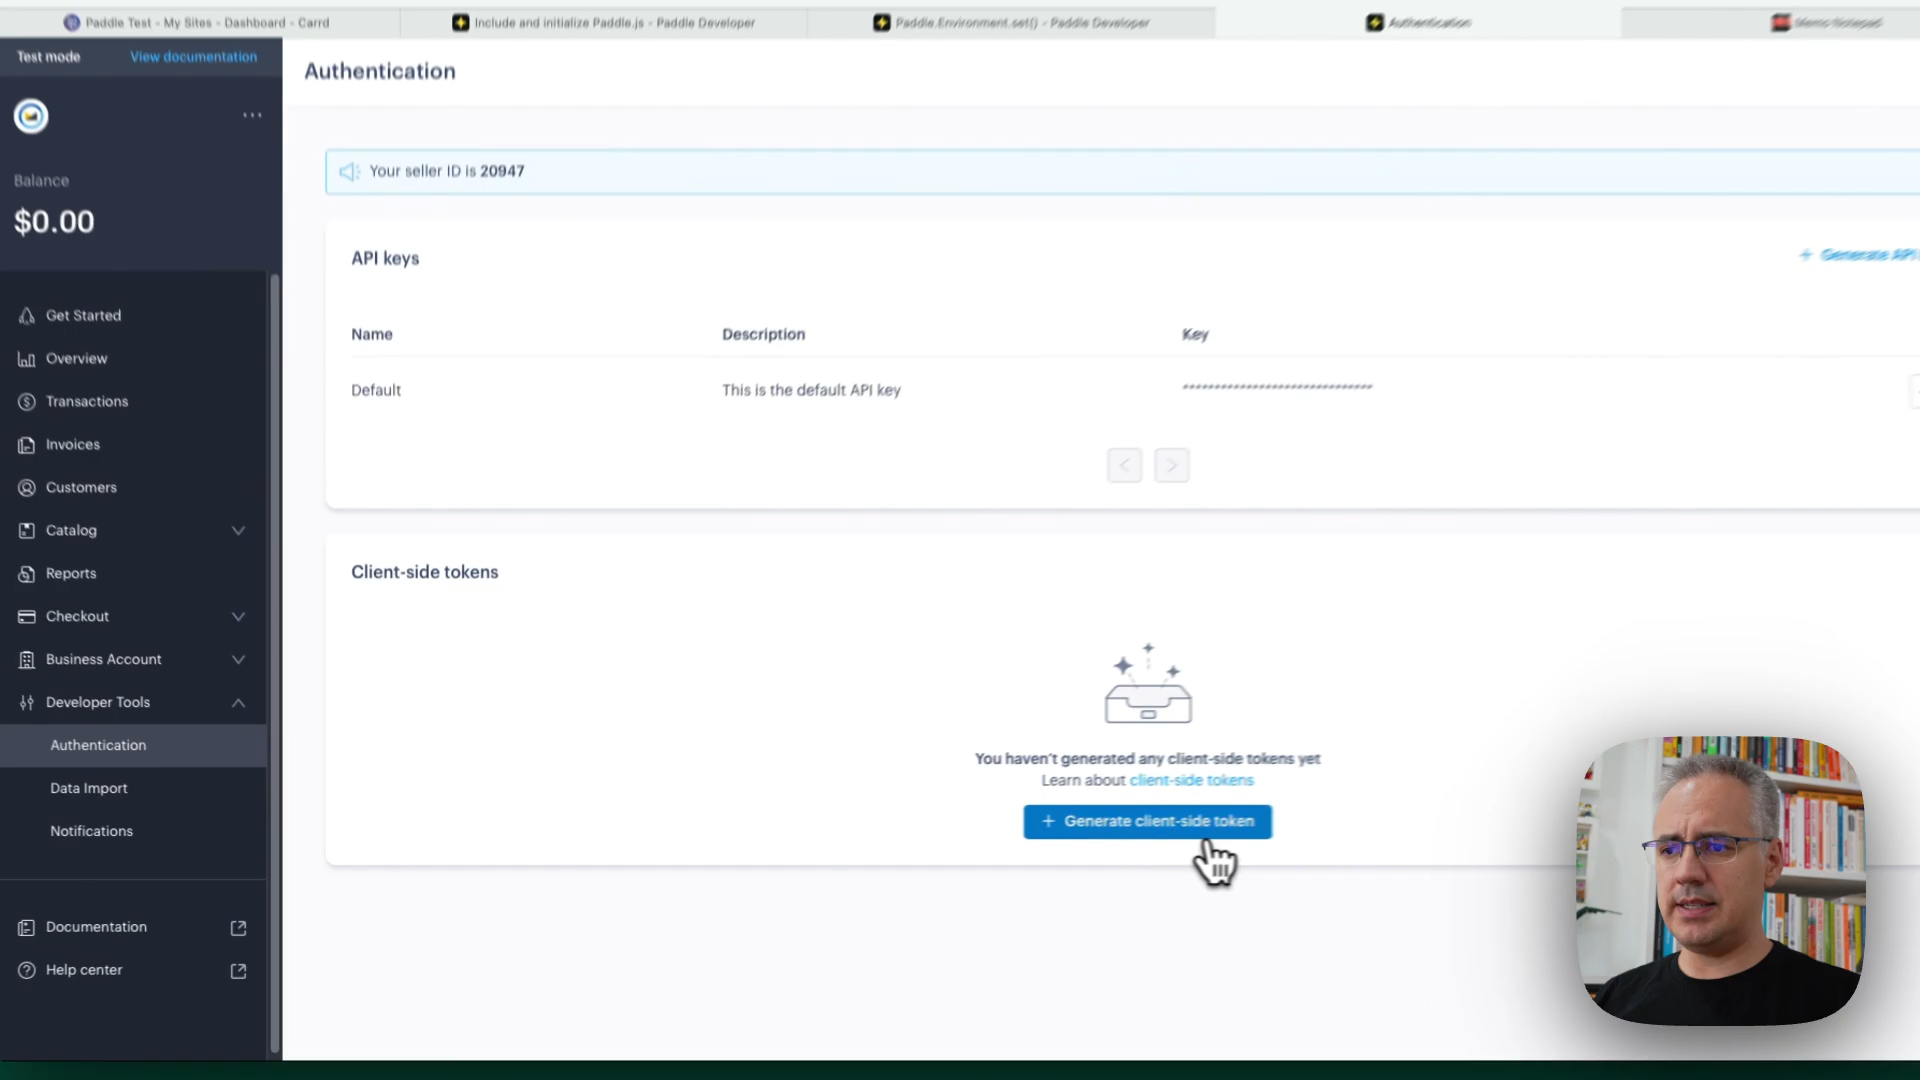 Paddle Test - My Sites - Dashboard - Carrd
Include and initialize Paddle.js - Paddle Developer
Paddle.Environment.set() - Paddle Developer
Authentication
Memo Notepad
Test mode
View documentation
Authentication
...
Balance
$0.00
Your seller ID is 20947
API keys
+ Generate API
Name
Description
Key
Default
This is the default API key
******************************
Get Started
Overview
Transactions
Invoices
Customers
Catalog
Reports
Checkout
Business Account
Developer Tools
Authentication
Data Import
Notifications
Documentation
Help center
Client-side tokens
You haven't generated any client-side tokens yet
Learn about client-side tokens
+ Generate client-side token